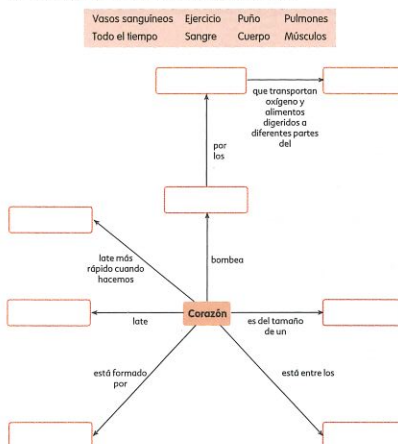 Vasos sanguíneos Ejercicio Puño Pulmones
Todo el tiempo Sangre Cuerpo Músculos
que transportan
oxígeno y
alimentos
digeridos a
diferentes partes
del
por
los
bombea
late más
rápido cuando
hacemos
late
Corazón
es del tamaño
de un
está formado
por
está entre los